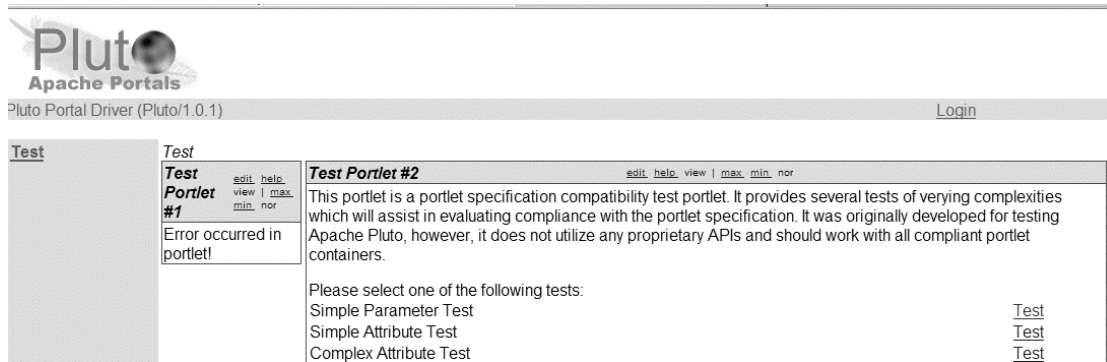 Pluto
Apache Portals
Pluto Portal Driver (Pluto/1.0.1)
Login
Test
Test
Test Portlet #1
edit help view | max min nor
Error occurred in
portlet!
Test Portlet #2
edit help view | max min nor
This portlet is a portlet specification compatibility test portlet. It provides several tests of verying complexities
which will assist in evaluating compliance with the portlet specification. It was originally developed for testing
Apache Pluto, however, it does not utilize any proprietary APIs and should work with all compliant portlet
containers.
Please select one of the following tests:
Simple Parameter Test Test
Simple Attribute Test Test
Complex Attribute Test Test